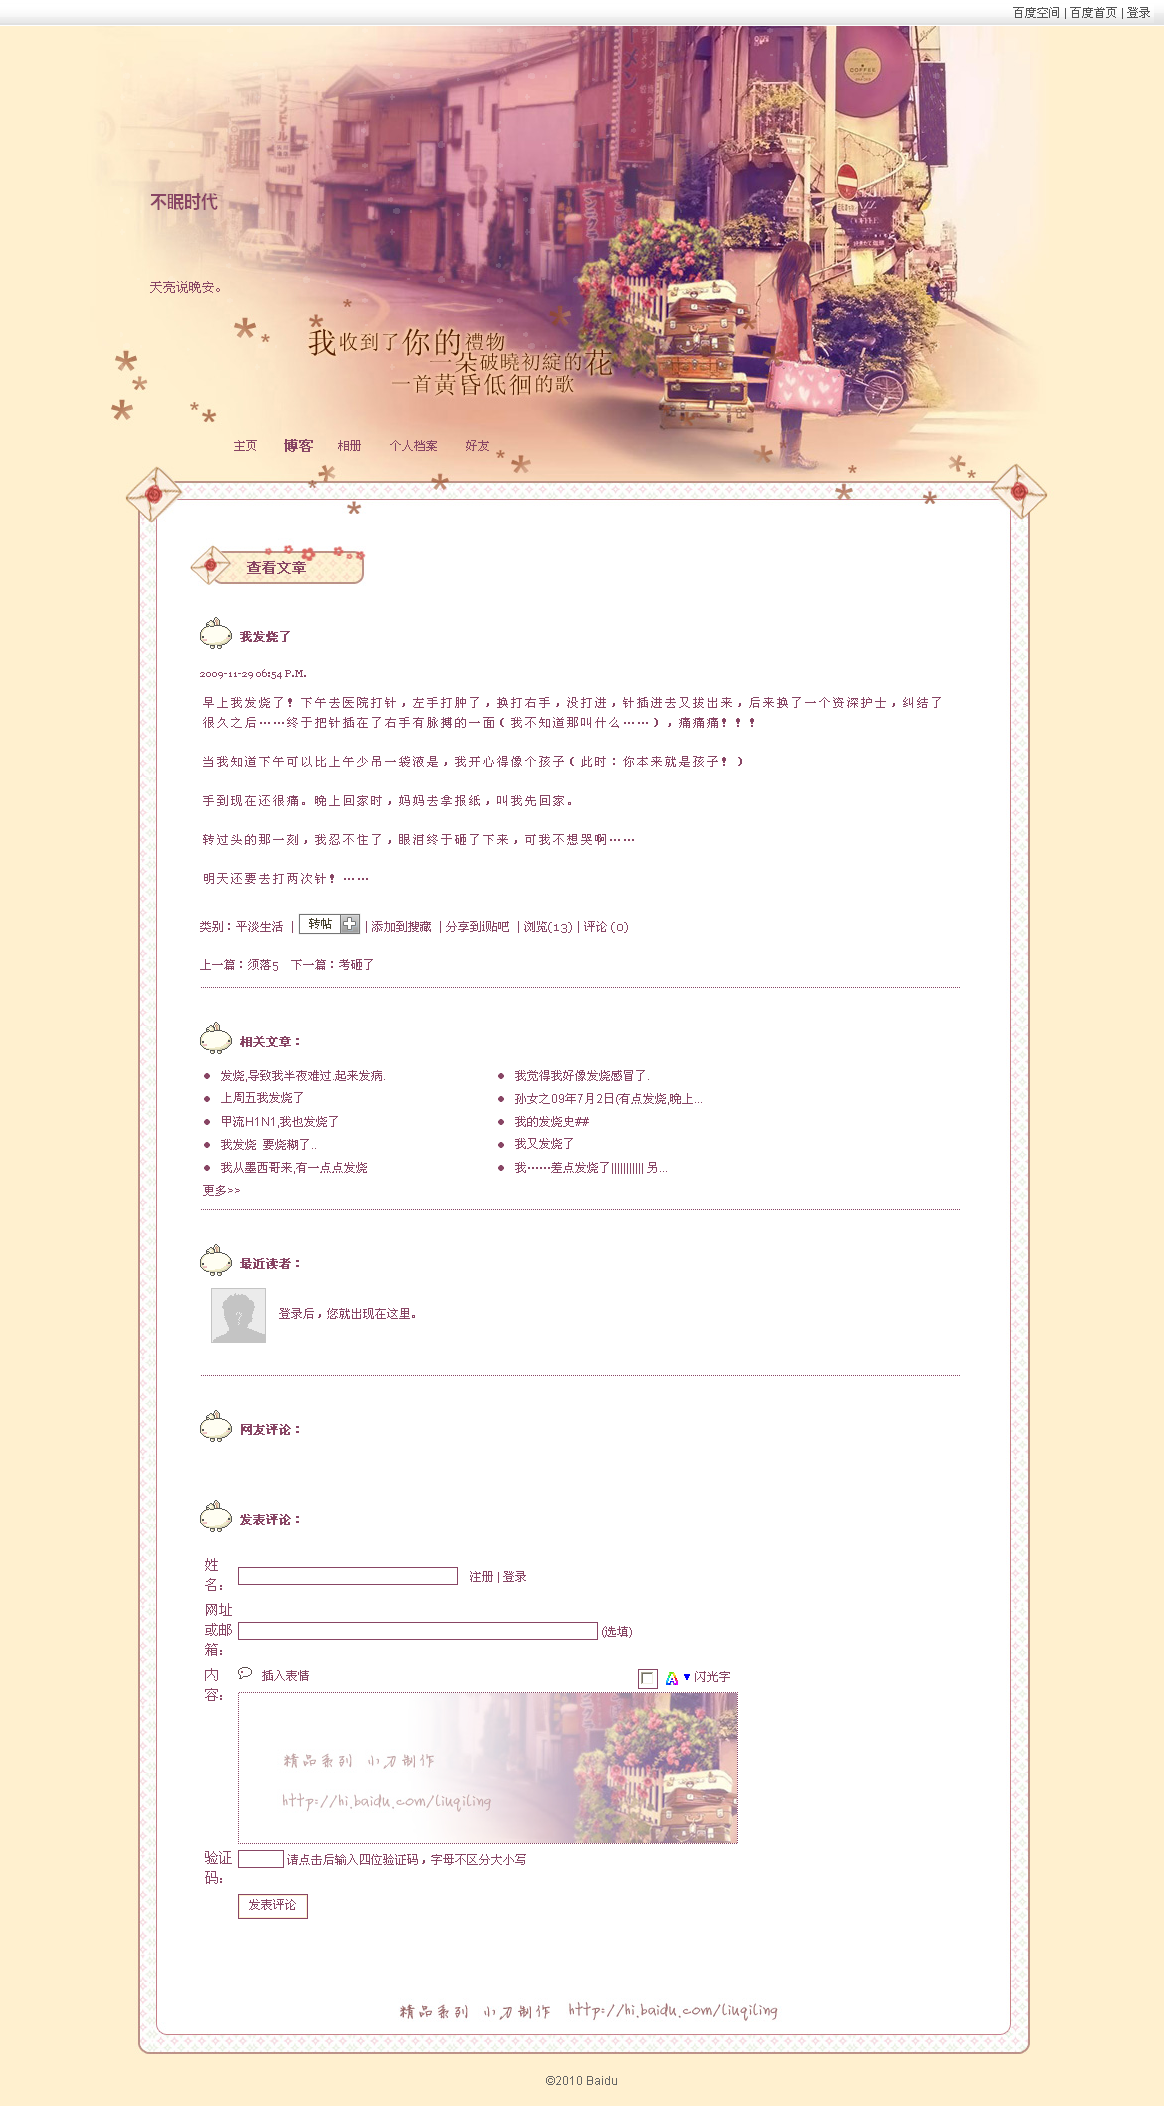 百度空间 | 百度首页 | 登录
COFFEE
不眠时代
天亮说晚安。
我收到了你的禮物
一朵破曉初綻的花
一首黃昏低徊的歌
主页 博客 相册 个人档案 好友
查看文章
我发烧了
2009-11-29 06:54 P.M.
早上我发烧了！下午去医院打针，左手打肿了，换打右手，没打进，针插进去又拔出来，后来换了一个资深护士，纠结了
很久之后……终于把针插在了右手有脉搏的一面（我不知道那叫什么……），痛痛痛！！！
当我知道下午可以比上午少吊一袋液是，我开心得像个孩子（此时：你本来就是孩子！）
手到现在还很痛。晚上回家时，妈妈去拿报纸，叫我先回家。
转过头的那一刻，我忍不住了，眼泪终于砸了下来，可我不想哭啊……
明天还要去打两次针！……
类别：平淡生活 | 转帖 | 添加到搜藏 | 分享到i贴吧 | 浏览(13) | 评论 (0)
上一篇：须落5 下一篇：考砸了
相关文章：
发烧,导致我半夜难过.起来发病. 我觉得我好像发烧感冒了.
上周五我发烧了 孙女之09年7月2日(有点发烧,晚上...
甲流H1N1,我也发烧了 我的发烧史##
我发烧 要烧糊了.. 我又发烧了
我从墨西哥来,有一点点发烧 我……差点发烧了||||||||||| 另...
更多>>
最近读者：
登录后，您就出现在这里。
网友评论：
发表评论：
姓
名： 注册 | 登录
网址
或邮
箱： (选填)
内
容： 插入表情 闪光字
精品系列 小刀制作
http://hi.baidu.com/liuqiling
验证
码： 请点击后输入四位验证码，字母不区分大小写
发表评论
精品系列 小刀制作 http://hi.baidu.com/liuqiling
©2010 Baidu